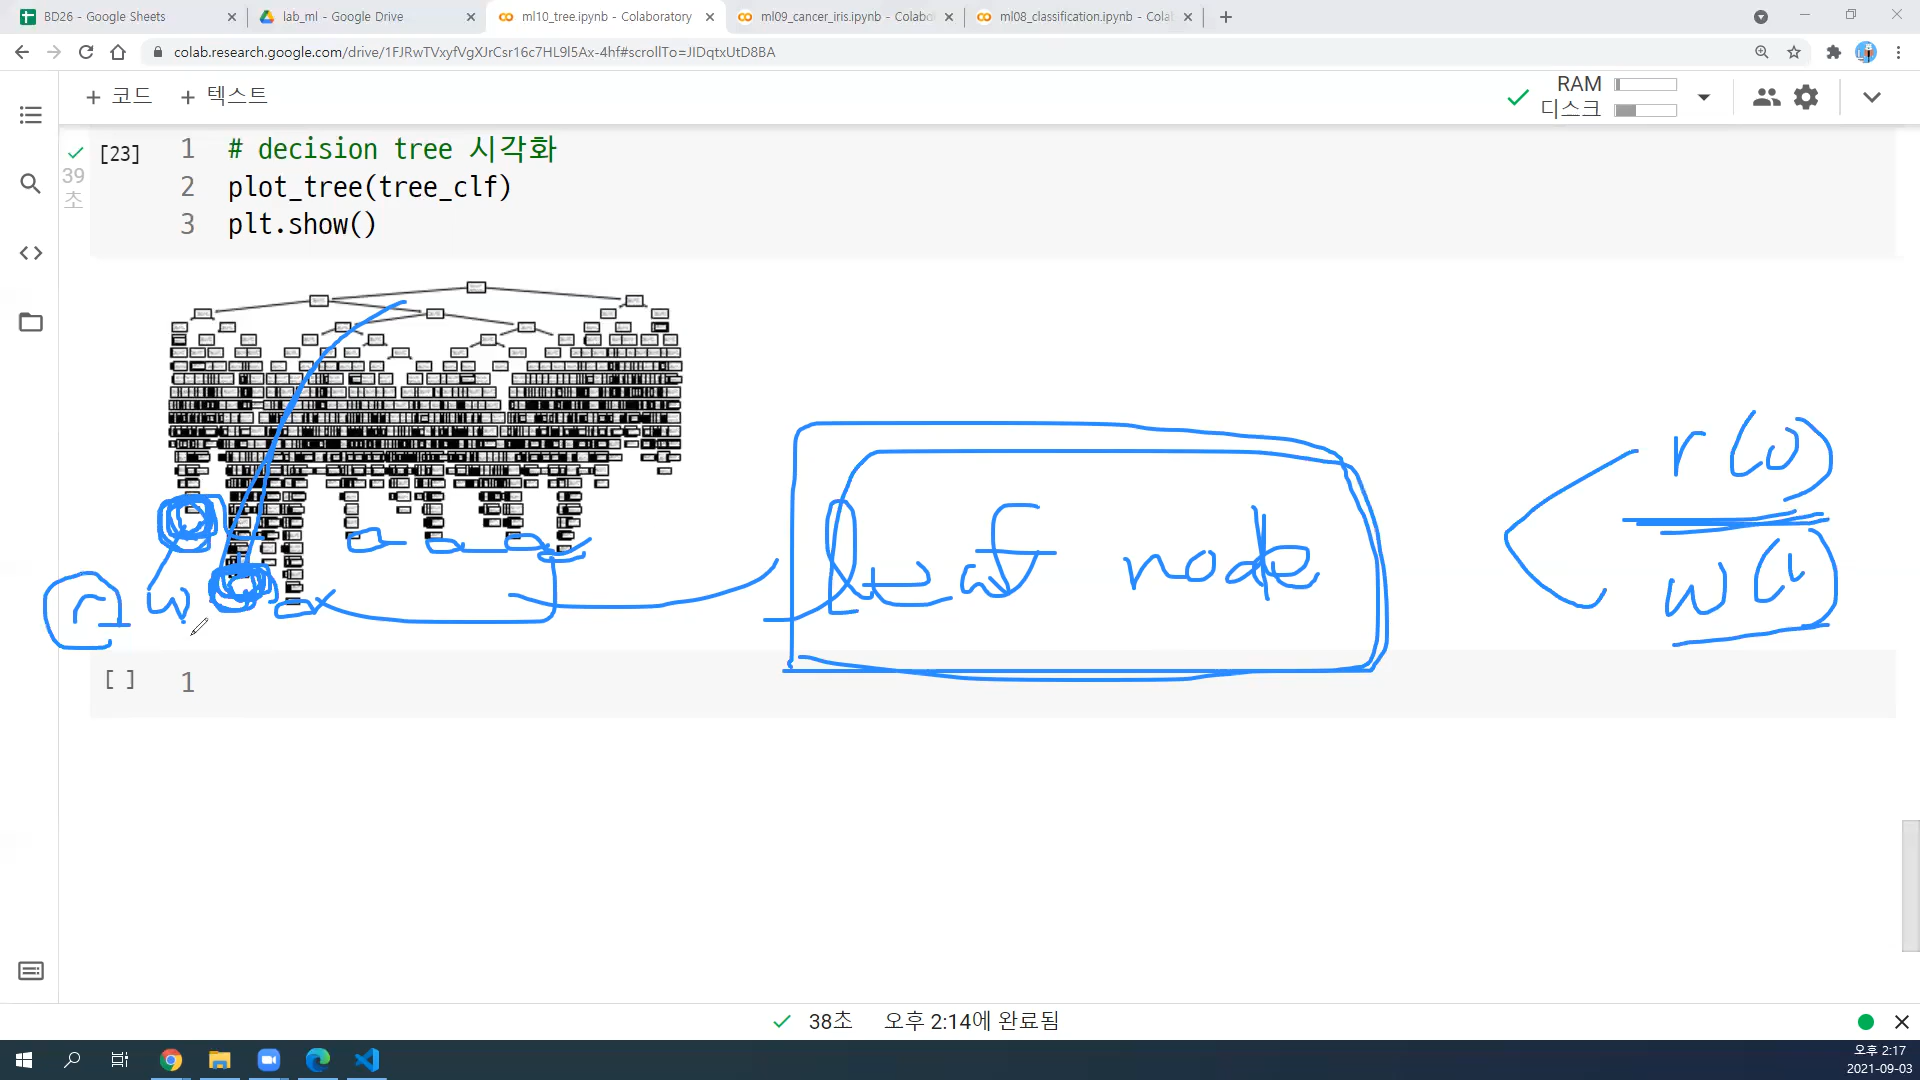 BD26 - Google Sheets
lab_ml - Google Drive
ml10_tree.ipynb - Colaboratory
ml09_cancer_iris.ipynb - Colabo
ml08_classification.ipynb - Cola
colab.research.google.com/drive/1FJRwTVxyfVgXJrCsr16c7HL9l5Ax-4hf#scrollTo=JIDqtxUtD8BA
+ 코드 + 텍스트
RAM
디스크
[23]
39
초
1 # decision tree 시각화
2 plot_tree(tree_clf)
3 plt.show()
r(0)
leaf node
w(1
r w
[ ] 1
38초 오후 2:14에 완료됨
오후 2:17
2021-09-03